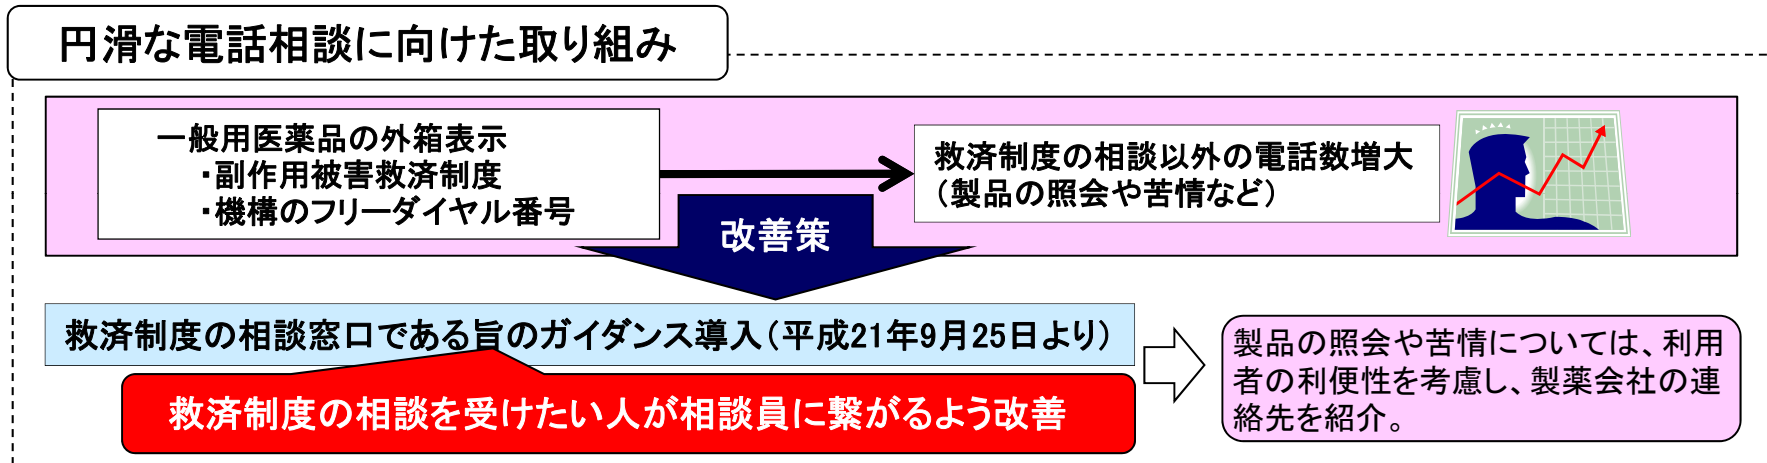 円滑な電話相談に向けた取り組み
一般用医薬品の外箱表示
・副作用被害救済制度
・機構のフリーダイヤル番号
救済制度の相談以外の電話数増大
（製品の照会や苦情など）
改善策
救済制度の相談窓口である旨のガイダンス導入（平成21年9月25日より）
救済制度の相談を受けたい人が相談員に繋がるよう改善
製品の照会や苦情については、利用
者の利便性を考慮し、製薬会社の連
絡先を紹介。